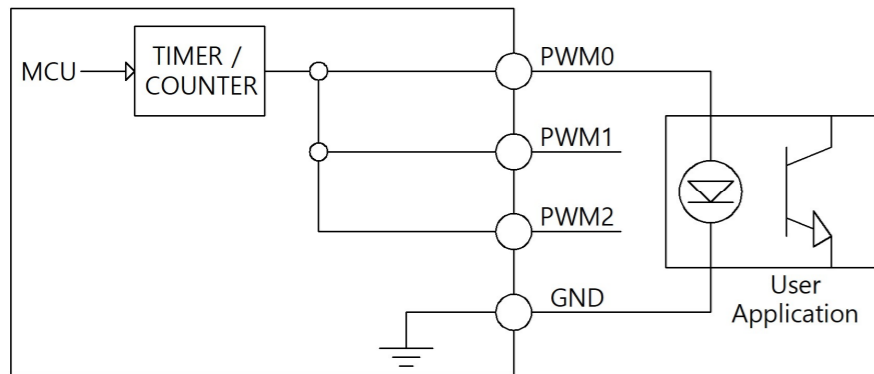 MCU
TIMER /
COUNTER
PWM0
PWM1
PWM2
GND
User
Application